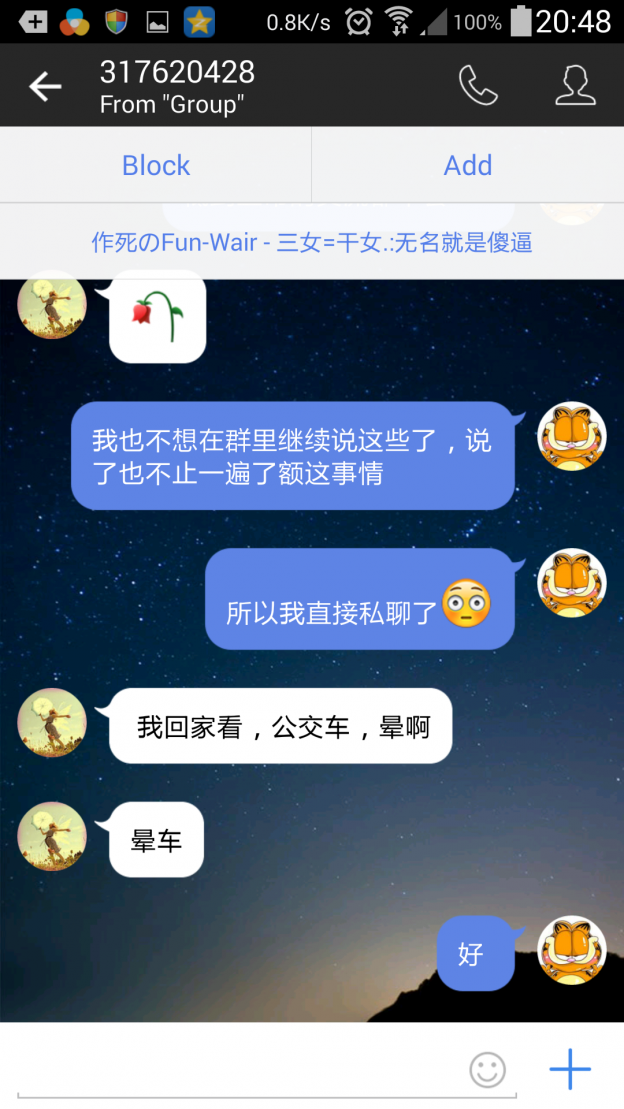 0.8K/s 100% 20:48
317620428
From "Group"
Block Add
作死のFun-Wair - 三女=干女.:无名就是傻逼
我也不想在群里继续说这些了，说
了也不止一遍了额这事情
所以我直接私聊了
我回家看，公交车，晕啊
晕车
好